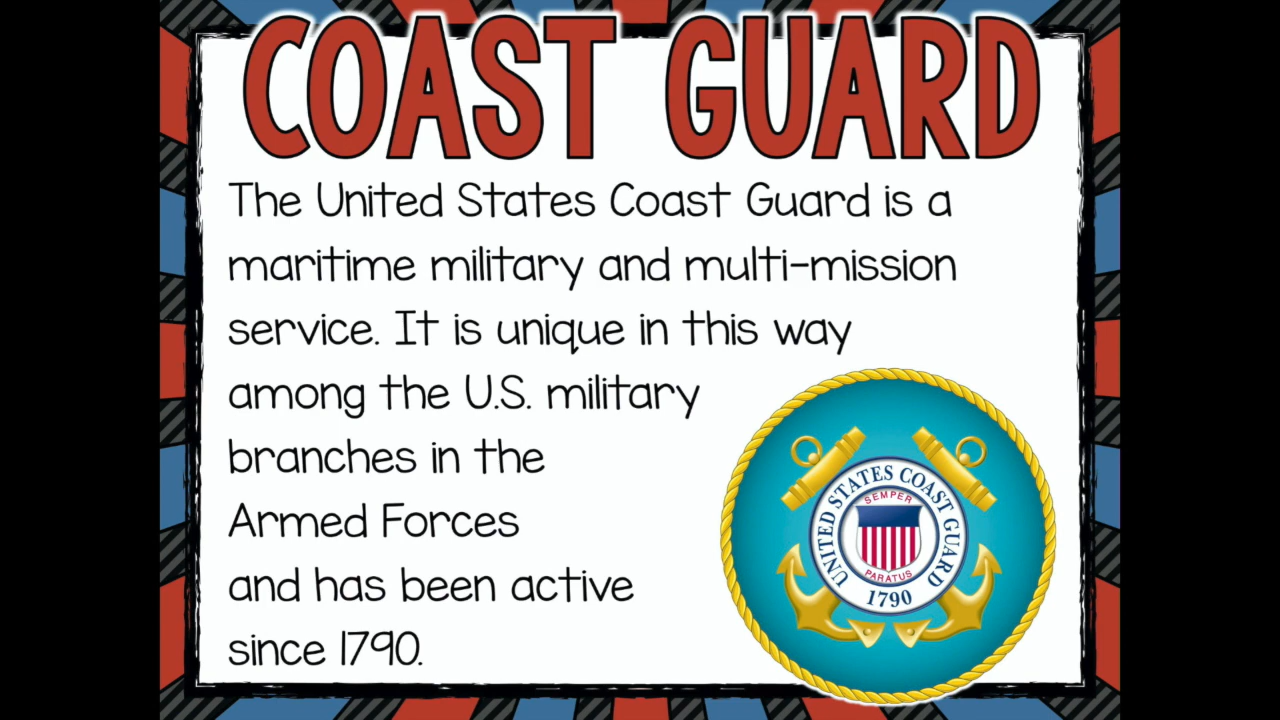 COAST GUARD
The United States Coast Guard is a
maritime military and multi-mission
service. It is unique in this way
among the U.S. military
branches in the
Armed Forces
and has been active
since 1790.
UNITED STATES COAST GUARD
SEMPER
PARATUS
1790